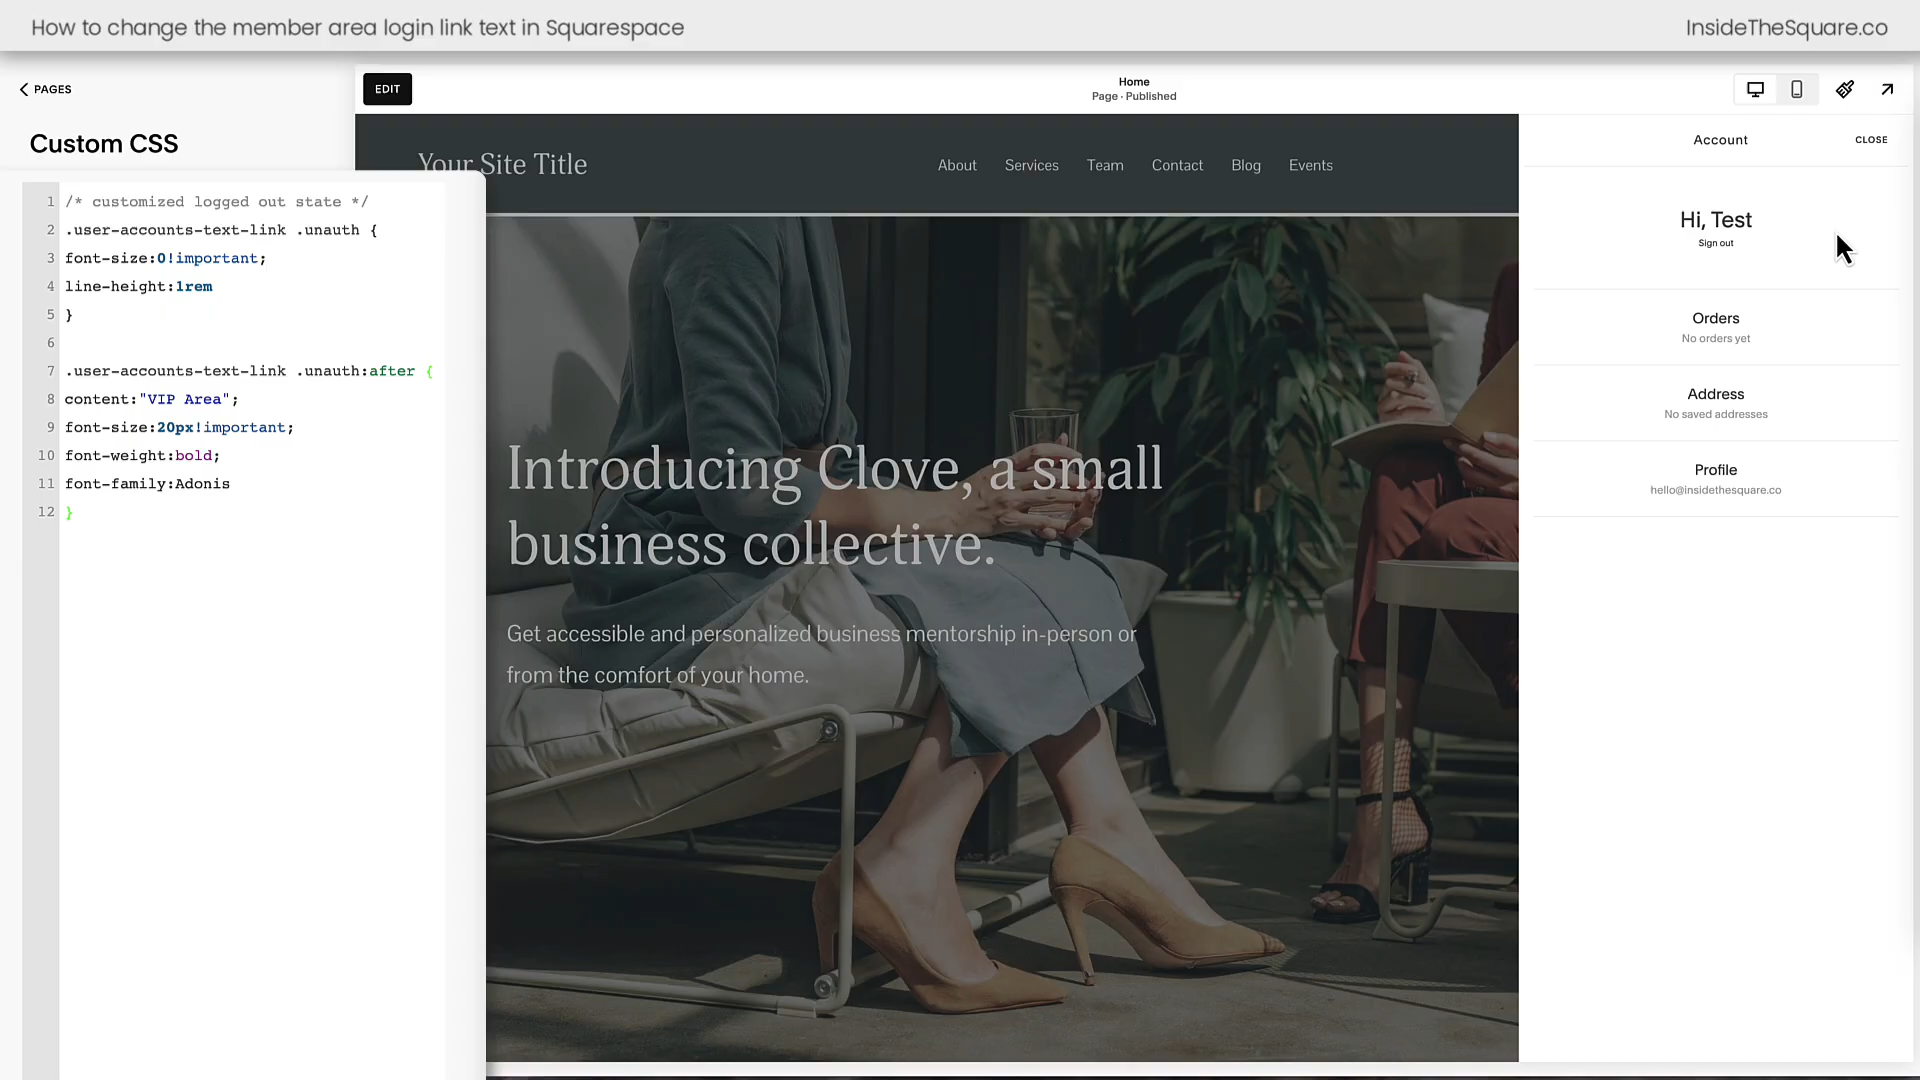 How to change the member area login link text in Squarespace
InsideTheSquare.co
PAGES
EDIT
Home
Page · Published
Custom CSS
1 /* customized logged out state */
2 .user-accounts-text-link .unauth {
3 font-size:0!important;
4 line-height:1rem
5 }
6
7 .user-accounts-text-link .unauth:after {
8 content:"VIP Area";
9 font-size:20px!important;
10 font-weight:bold;
11 font-family:Adonis
12 }
Your Site Title
About Services Team Contact Blog Events
Introducing Clove, a small
business collective.
Get accessible and personalized business mentorship in-person or
from the comfort of your home.
Account
CLOSE
Hi, Test
Sign out
Orders
No orders yet
Address
No saved addresses
Profile
hello@insidethesquare.co